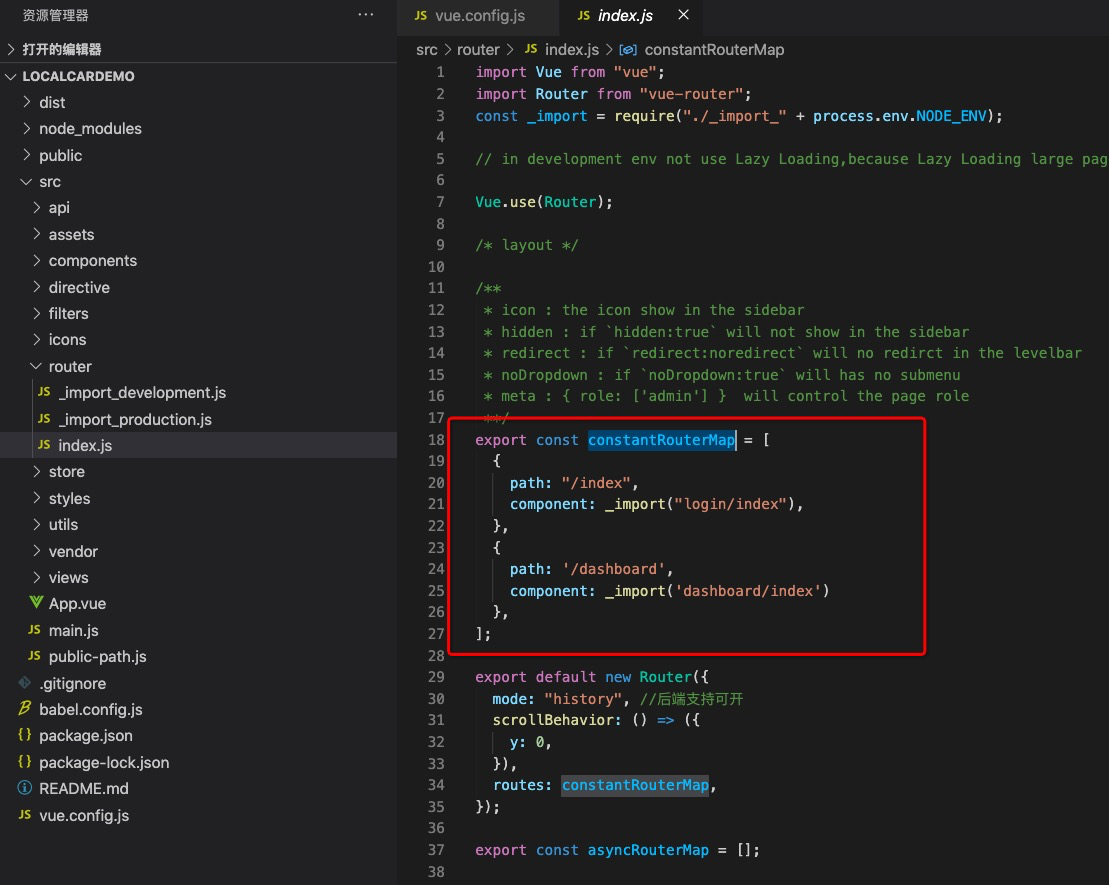 资源管理器
打开的编辑器
LOCALCARDEMO
dist
node_modules
public
src
api
assets
components
directive
filters
icons
router
JS _import_development.js
JS _import_production.js
JS index.js
store
styles
utils
vendor
views
App.vue
JS main.js
JS public-path.js
.gitignore
babel.config.js
{} package.json
{} package-lock.json
README.md
JS vue.config.js
JS vue.config.js
JS index.js
src > router > JS index.js > constantRouterMap
1 import Vue from "vue";
2 import Router from "vue-router";
3 const _import = require("./_import_" + process.env.NODE_ENV);
4
5 // in development env not use Lazy Loading,because Lazy Loading large pag
6
7 Vue.use(Router);
8
9 /* layout */
10
11 /**
12 * icon : the icon show in the sidebar
13 * hidden : if `hidden:true` will not show in the sidebar
14 * redirect : if `redirect:noredirect` will no redirct in the levelbar
15 * noDropdown : if `noDropdown:true` will has no submenu
16 * meta : { role: ['admin'] }  will control the page role
17 **/
18 export const constantRouterMap = [
19 {
20 path: "/index",
21 component: _import("login/index"),
22 },
23 {
24 path: '/dashboard',
25 component: _import('dashboard/index')
26 },
27 ];
28
29 export default new Router({
30 mode: "history", //后端支持可开
31 scrollBehavior: () => ({
32 y: 0,
33 }),
34 routes: constantRouterMap,
35 });
36
37 export const asyncRouterMap = [];
38